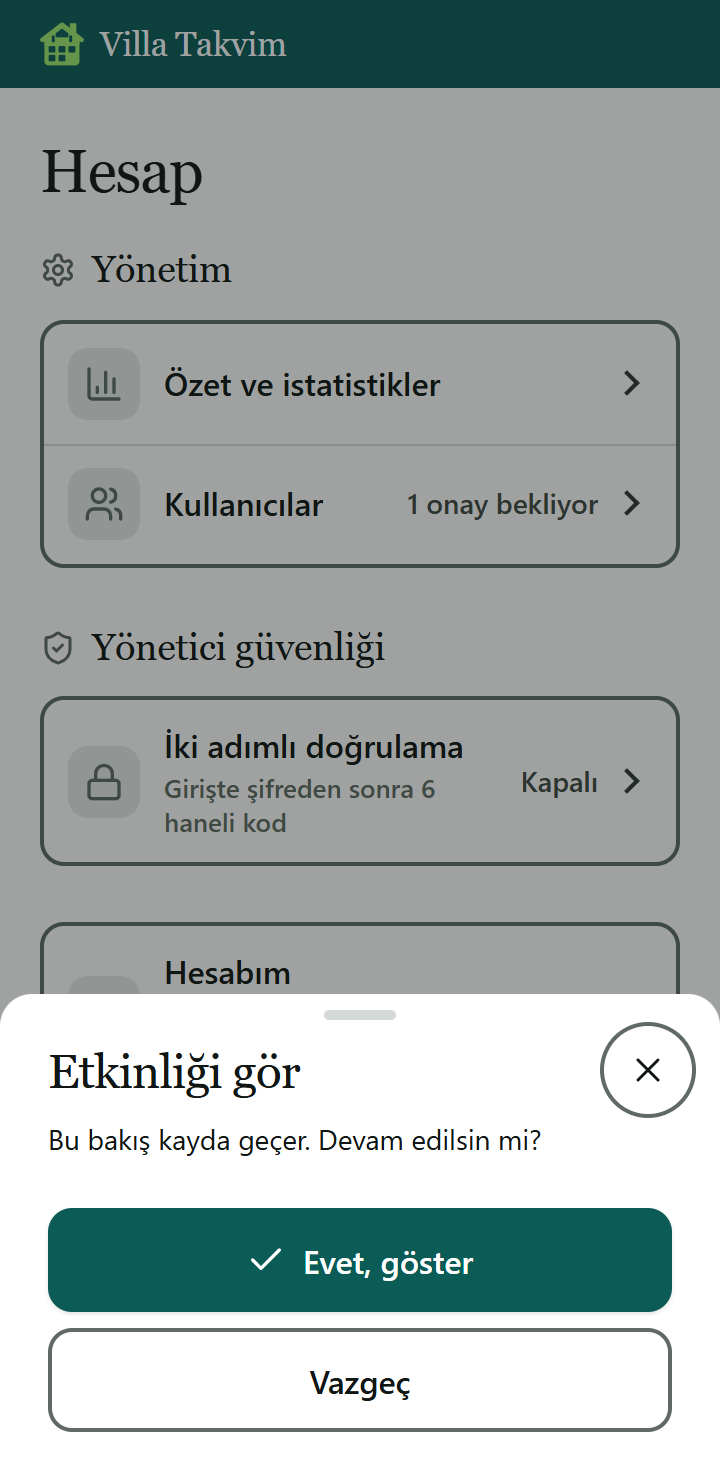 Villa Takvim
Hesap
Yönetim
Özet ve istatistikler
Kullanıcılar
1 onay bekliyor
Yönetici güvenliği
İki adımlı doğrulama
Girişte şifreden sonra 6
haneli kod
Kapalı
Hesabım
Etkinliği gör
Bu bakış kayda geçer. Devam edilsin mi?
Evet, göster
Vazgeç